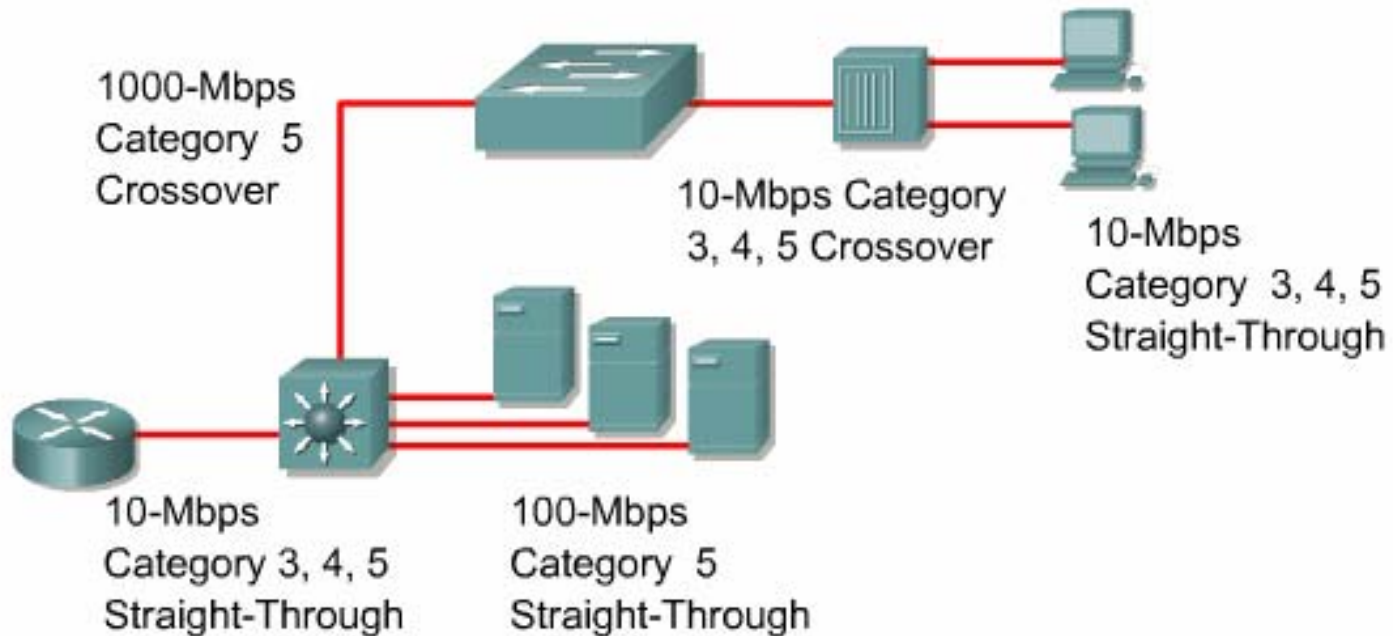 1000-Mbps
Category 5
Crossover
10-Mbps Category
3, 4, 5 Crossover
10-Mbps
Category 3, 4, 5
Straight-Through
10-Mbps
Category 3, 4, 5
Straight-Through
100-Mbps
Category 5
Straight-Through